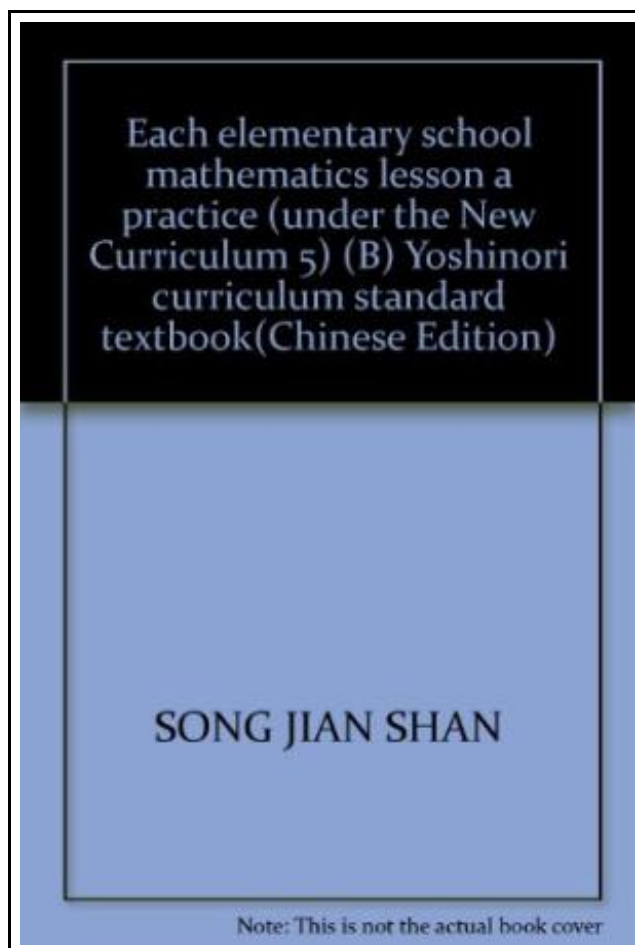 Each elementary school
mathematics lesson a
practice (under the New
Curriculum 5) (B) Yoshinori
curriculum standard
textbook(Chinese Edition)
SONG JIAN SHAN
Note: This is not the actual book cover